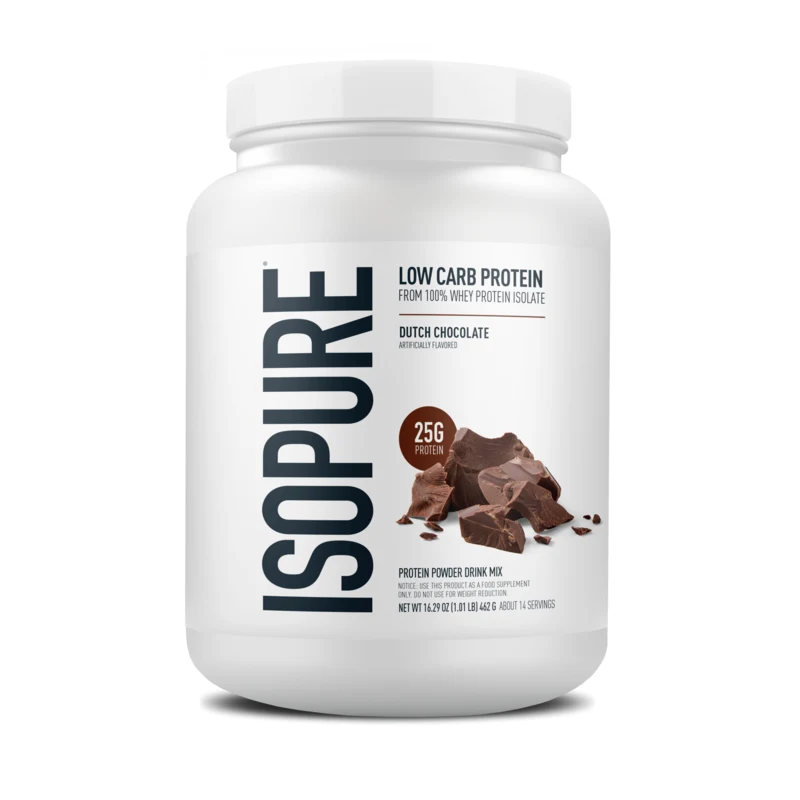 ISOPURE®
LOW CARB PROTEIN
FROM 100% WHEY PROTEIN ISOLATE
DUTCH CHOCOLATE
ARTIFICIALLY FLAVORED
25G
PROTEIN
PROTEIN POWDER DRINK MIX
NOTICE: USE THIS PRODUCT AS A FOOD SUPPLEMENT
ONLY. DO NOT USE FOR WEIGHT REDUCTION.
NET WT 16.29 OZ (1.01 LB) 462 G ABOUT 14 SERVINGS